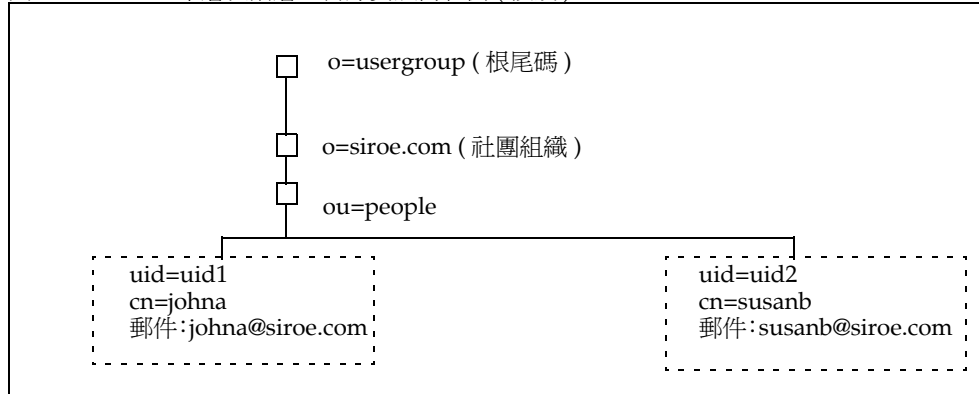 o=usergroup ( 根尾碼 )
o=siroe.com ( 社團組織 )
ou=people
uid=uid1
cn=johna
郵件：johna@siroe.com
uid=uid2
cn=susanb
郵件：susanb@siroe.com